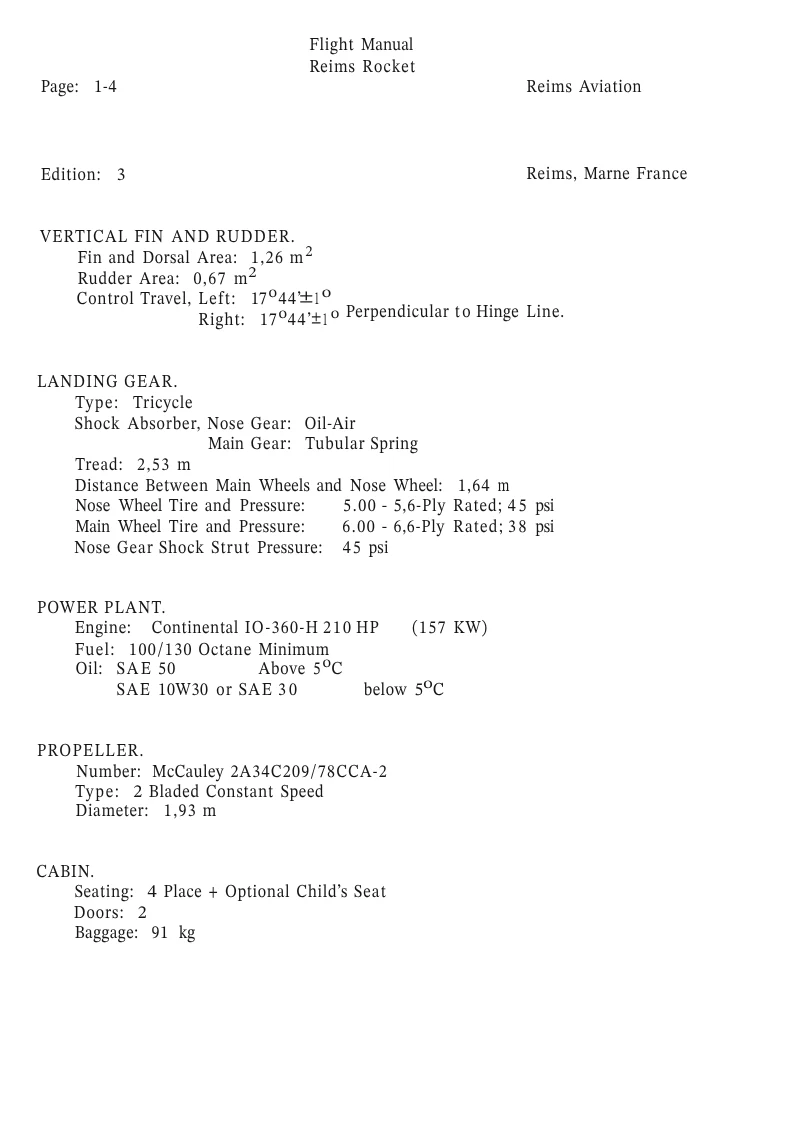 Flight Manual
Reims Rocket
Page: 1-4 Reims Aviation
Edition: 3 Reims, Marne France
VERTICAL FIN AND RUDDER.
Fin and Dorsal Area: 1,26 m²
Rudder Area: 0,67 m²
Control Travel, Left: 17º44'±1º
Right: 17º44'±1º Perpendicular to Hinge Line.
LANDING GEAR.
Type: Tricycle
Shock Absorber, Nose Gear: Oil-Air
Main Gear: Tubular Spring
Tread: 2,53 m
Distance Between Main Wheels and Nose Wheel: 1,64 m
Nose Wheel Tire and Pressure: 5.00 - 5,6-Ply Rated; 45 psi
Main Wheel Tire and Pressure: 6.00 - 6,6-Ply Rated; 38 psi
Nose Gear Shock Strut Pressure: 45 psi
POWER PLANT.
Engine: Continental IO-360-H 210 HP (157 KW)
Fuel: 100/130 Octane Minimum
Oil: SAE 50 Above 5ºC
SAE 10W30 or SAE 30 below 5ºC
PROPELLER.
Number: McCauley 2A34C209/78CCA-2
Type: 2 Bladed Constant Speed
Diameter: 1,93 m
CABIN.
Seating: 4 Place + Optional Child's Seat
Doors: 2
Baggage: 91 kg